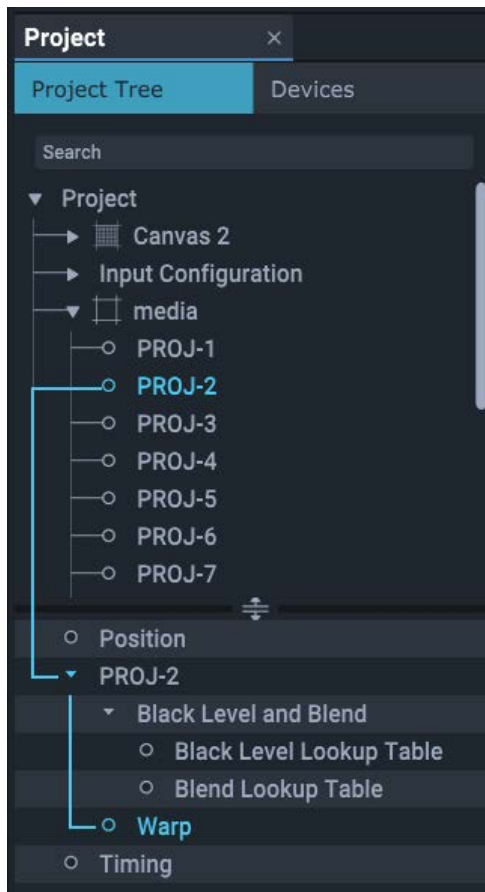 Project
Project Tree Devices
Search
Project
Canvas 2
Input Configuration
media
PROJ-1
PROJ-2
PROJ-3
PROJ-4
PROJ-5
PROJ-6
PROJ-7
Position
PROJ-2
Black Level and Blend
Black Level Lookup Table
Blend Lookup Table
Warp
Timing